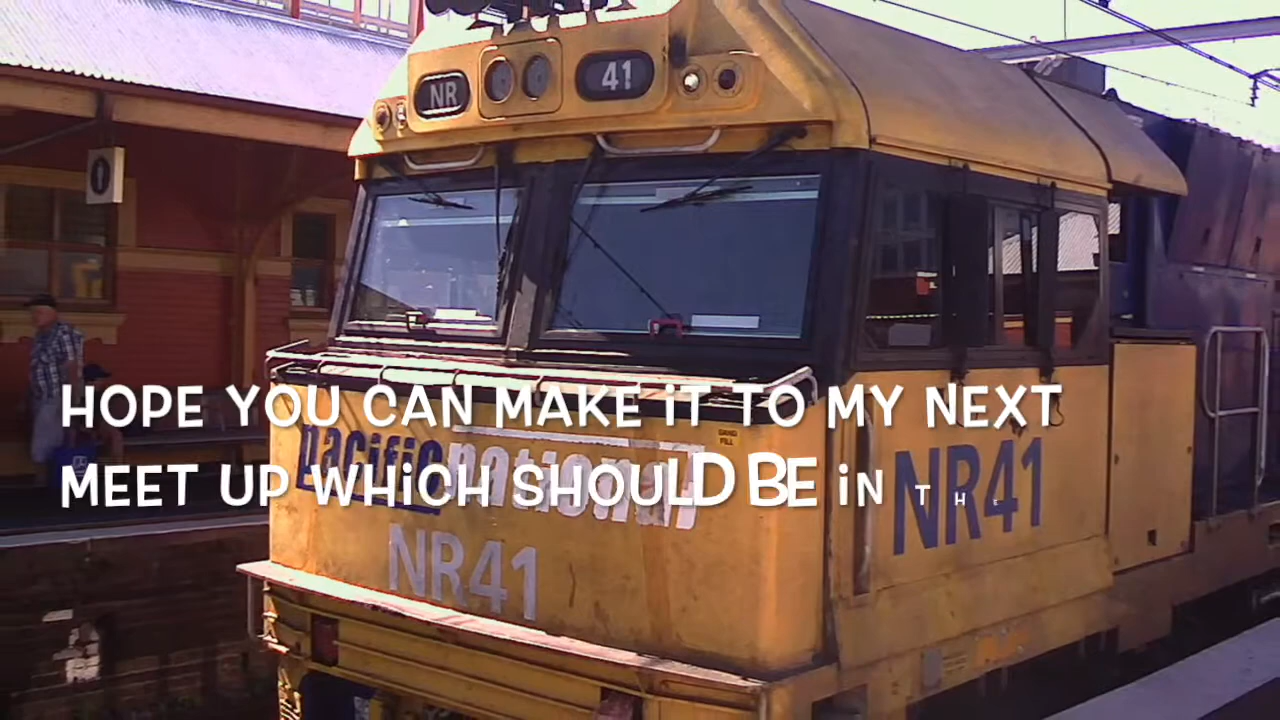 NR 41
HOPE YOU CAN MAKE iT TO MY NEXT
pacific national
NR41
MEET UP WHiCH SHOULD BE iN THE
NR41